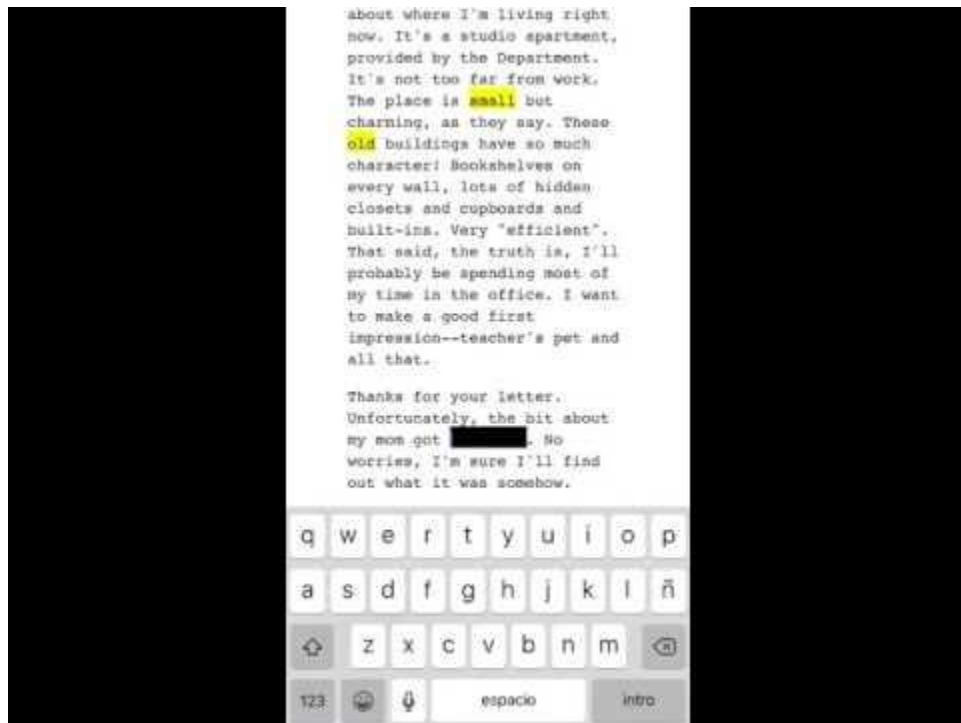 about where I'm living right
now. It's a studio apartment,
provided by the Department.
It's not too far from work.
The place is small but
charming, as they say. These
old buildings have so much
character! Bookshelves on
every wall, lots of hidden
closets and cupboards and
built-ins. Very "efficient".
That said, the truth is, I'll
probably be spending most of
my time in the office. I want
to make a good first
impression--teacher's pet and
all that.
Thanks for your letter.
Unfortunately, the bit about
my mom got . No
worries, I'm sure I'll find
out what it was somehow.
q w e r t y u i o p
a s d f g h j k l ñ
z x c v b n m
123 espacio intro